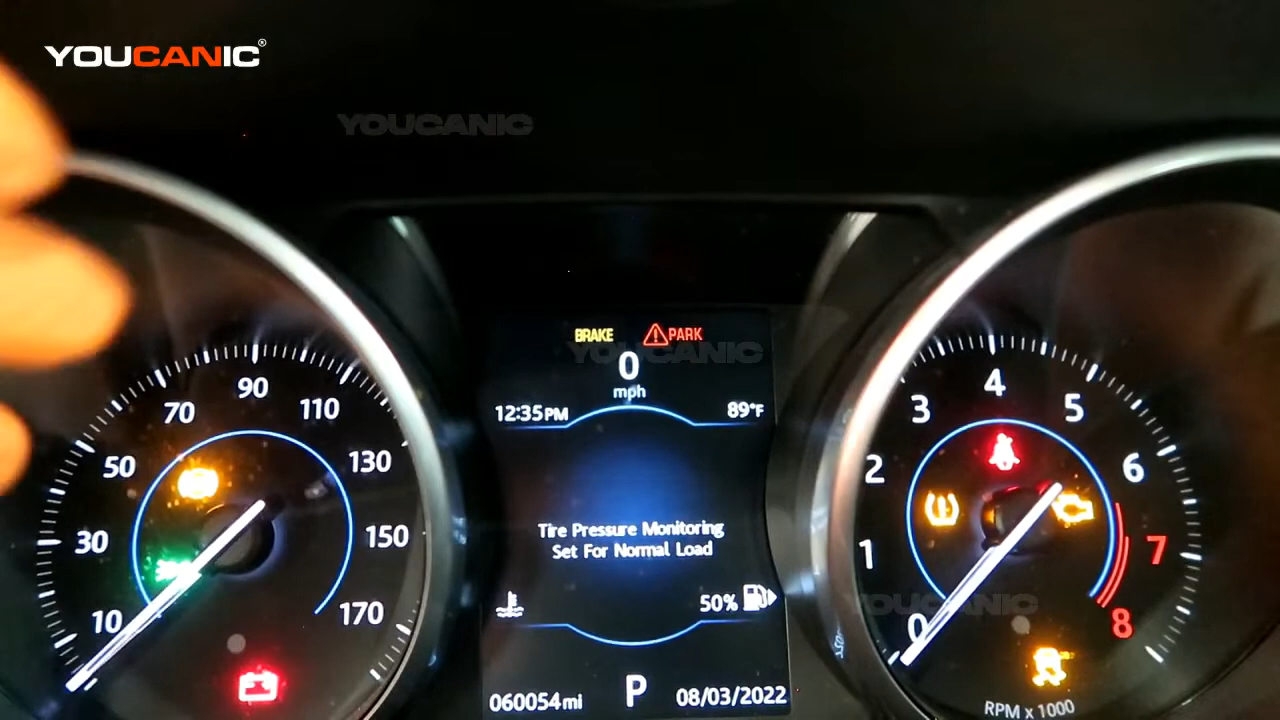 YOUCANIC®
YOUCANIC
BRAKE PARK
YOUCANIC
0
mph
12:35PM 89°F
Tire Pressure Monitoring
Set For Normal Load
50%
060054mi P 08/03/2022
10
30
50
70
90
110
130
150
170
0
1
2
3
4
5
6
7
8
YOUCANIC
RPM x 1000